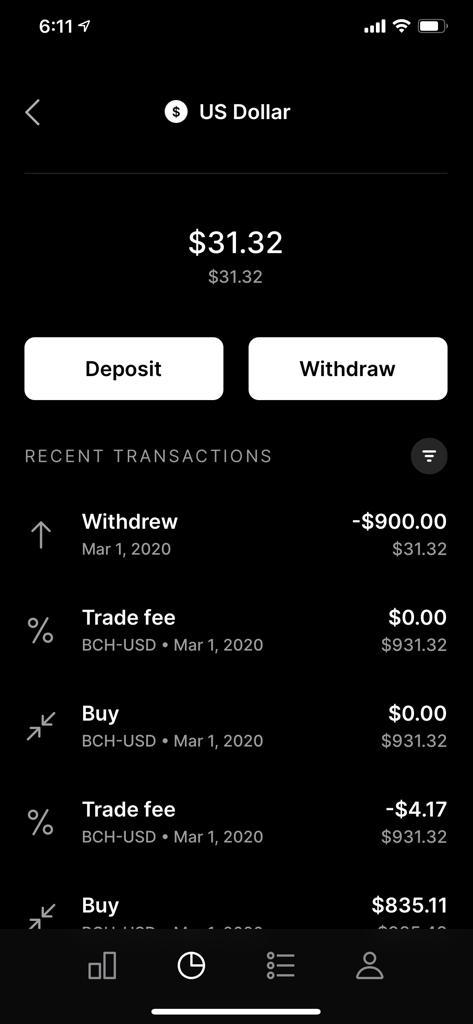 6:11
$ US Dollar
$31.32
$31.32
Deposit Withdraw
RECENT TRANSACTIONS
Withdrew -$900.00
Mar 1, 2020 $31.32
Trade fee $0.00
BCH-USD • Mar 1, 2020 $931.32
Buy $0.00
BCH-USD • Mar 1, 2020 $931.32
Trade fee -$4.17
BCH-USD • Mar 1, 2020 $931.32
Buy $835.11